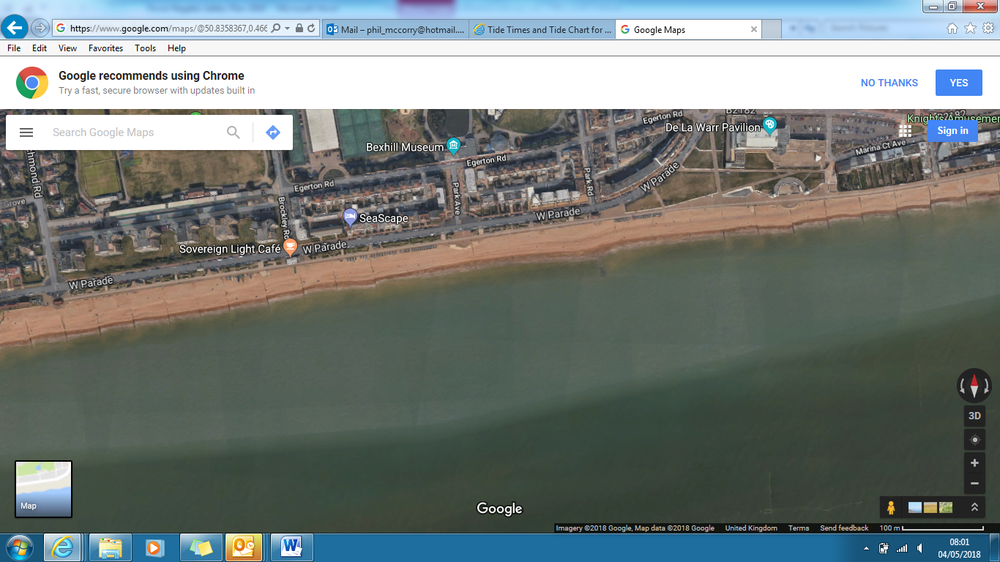 https://www.google.com/maps/@50.8358367,0.466
Mail – phil_mccorry@hotmail....
Tide Times and Tide Chart for ...
Google Maps
File Edit View Favorites Tools Help
Google recommends using Chrome
Try a fast, secure browser with updates built in
NO THANKS
YES
Search Google Maps
Sign in
B2182
Egerton Rd
De La Warr Pavilion
Bexhill Museum
Egerton Rd
Marina Ct Ave
W Parade
Park Rd
Park Ave
Egerton Rd
Grove
Brockley Rd
SeaScape
W Parade
Sovereign Light Café
W Parade
W Parade
3D
Map
Google
Imagery ©2018 Google, Map data ©2018 Google United Kingdom Terms Send feedback 100 m
08:01
04/05/2018